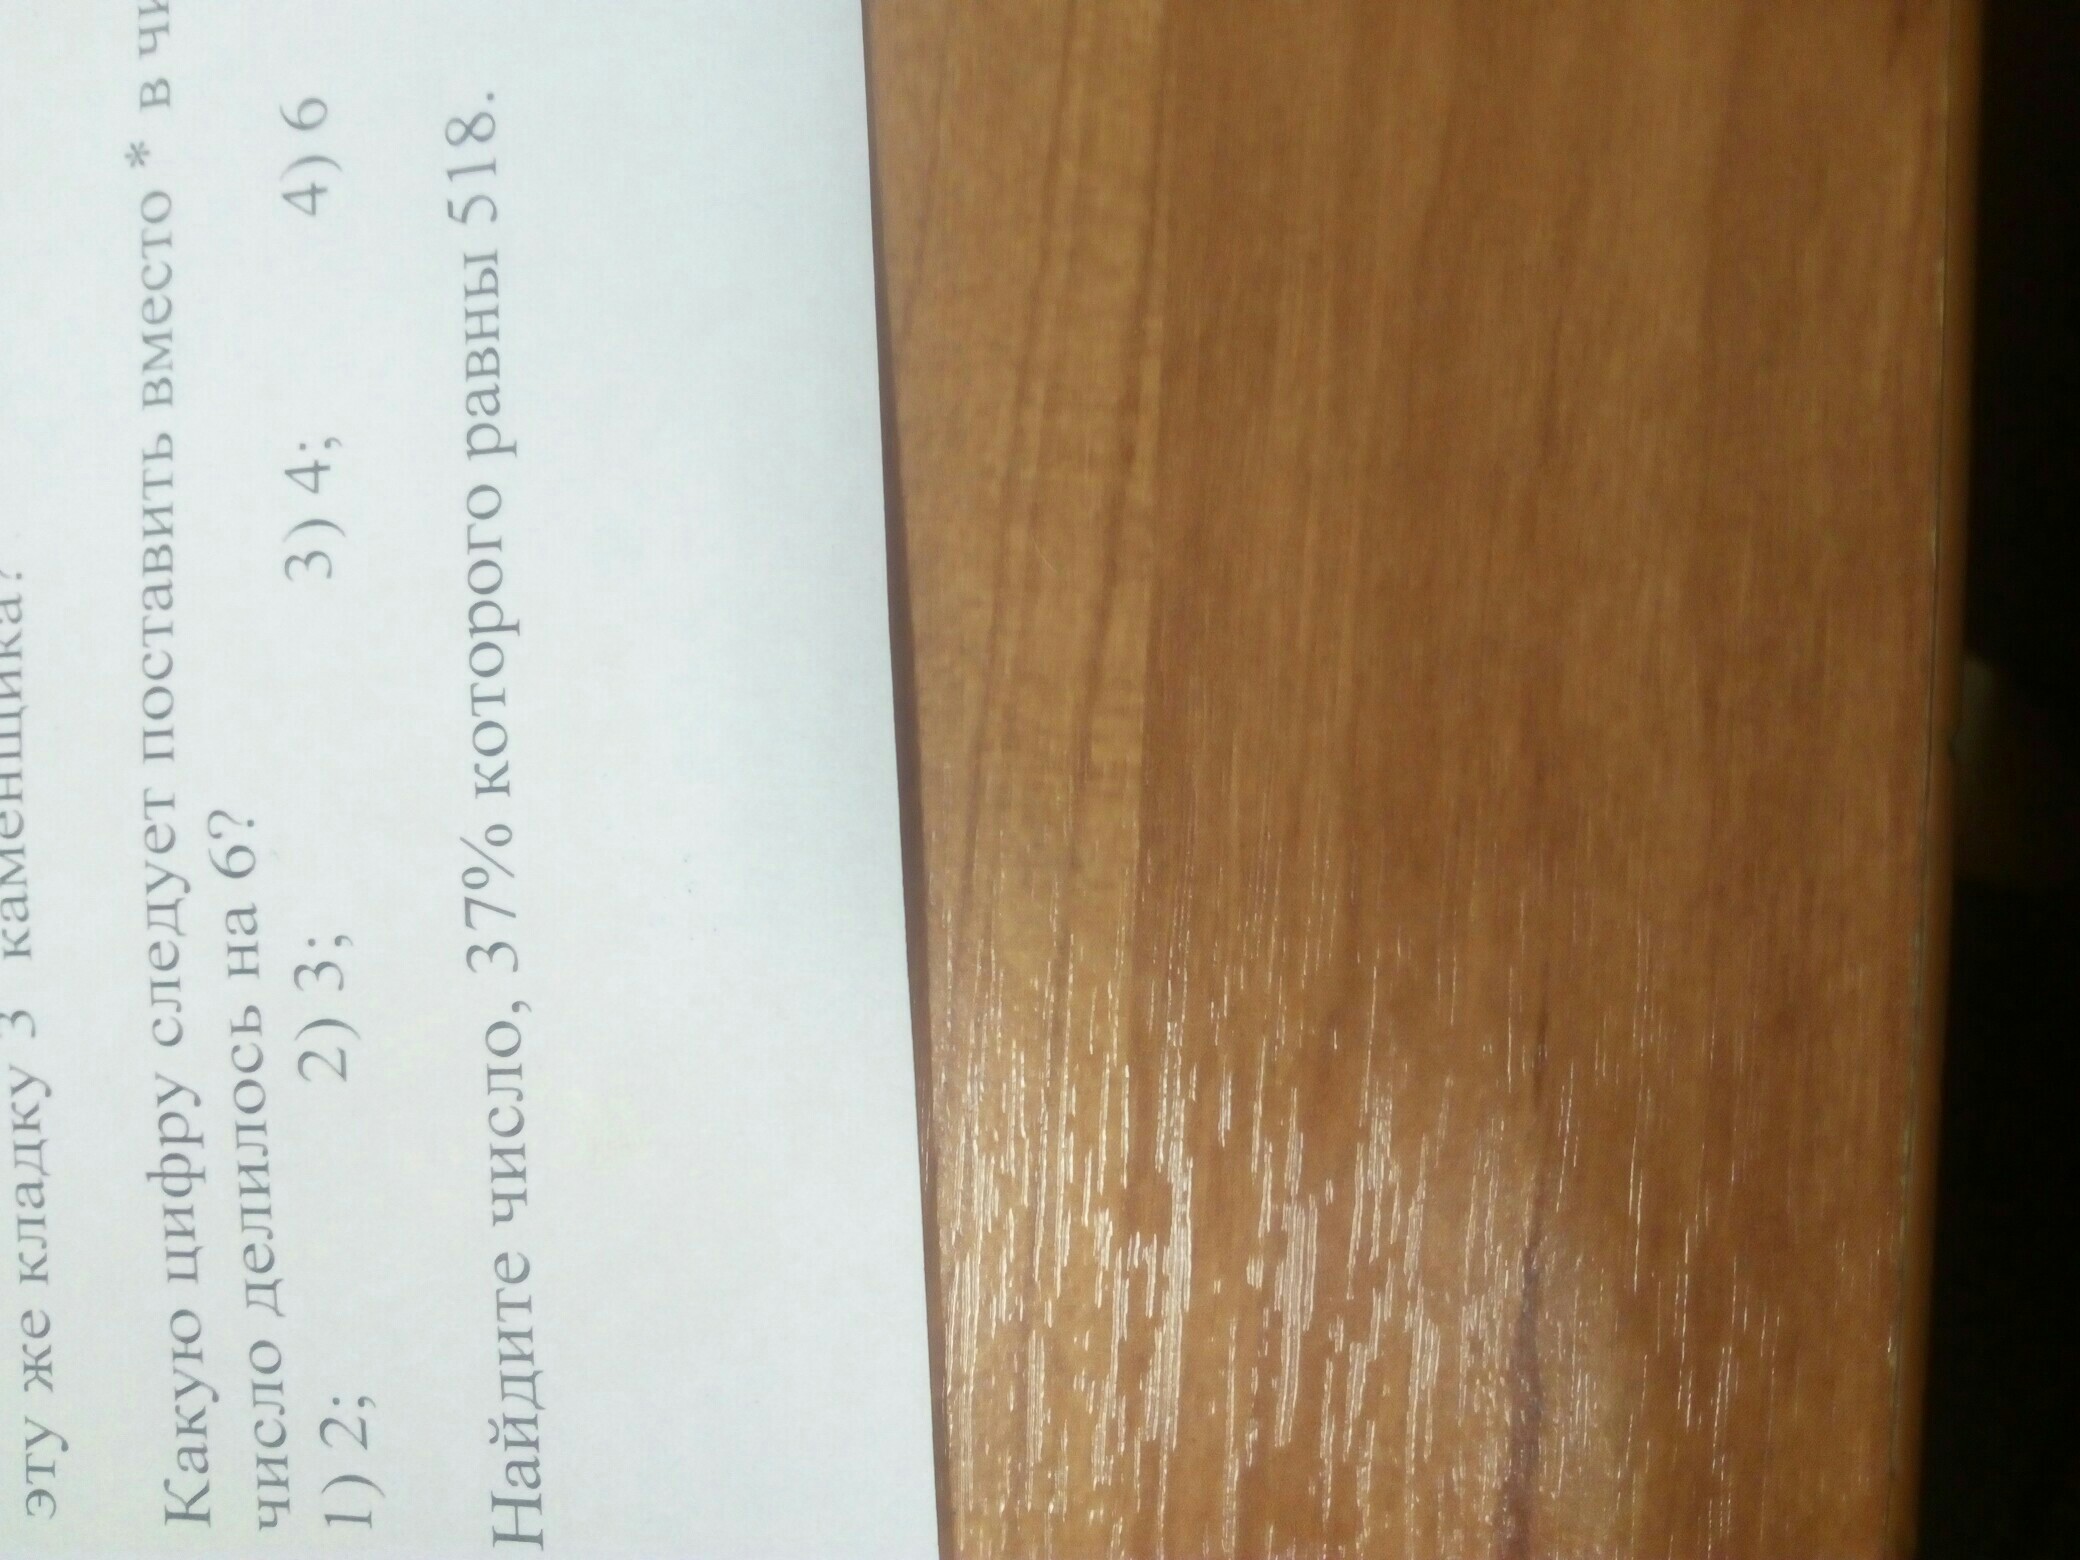 эту же кладку 3 каменщика?
Какую цифру следует поставить вместо * в
число делилось на 6?
1) 2; 2) 3; 3) 4; 4) 6
Найдите число, 37% которого равны 518.